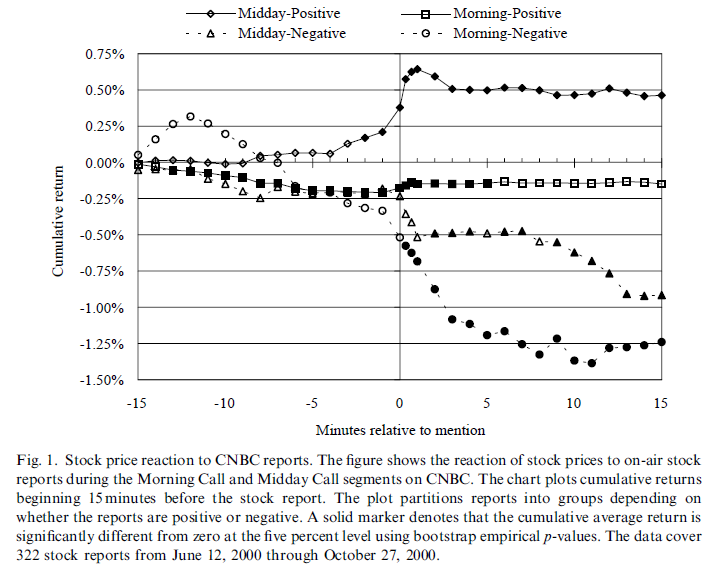 Midday-Positive Morning-Positive
Midday-Negative Morning-Negative
0.75%
0.50%
0.25%
0.00%
-0.25%
-0.50%
-0.75%
-1.00%
-1.25%
-1.50%
Cumulative return
-15 -10 -5 0 5 10 15
Minutes relative to mention
Fig. 1. Stock price reaction to CNBC reports. The figure shows the reaction of stock prices to on-air stock
reports during the Morning Call and Midday Call segments on CNBC. The chart plots cumulative returns
beginning 15 minutes before the stock report. The plot partitions reports into groups depending on
whether the reports are positive or negative. A solid marker denotes that the cumulative average return is
significantly different from zero at the five percent level using bootstrap empirical p-values. The data cover
322 stock reports from June 12, 2000 through October 27, 2000.